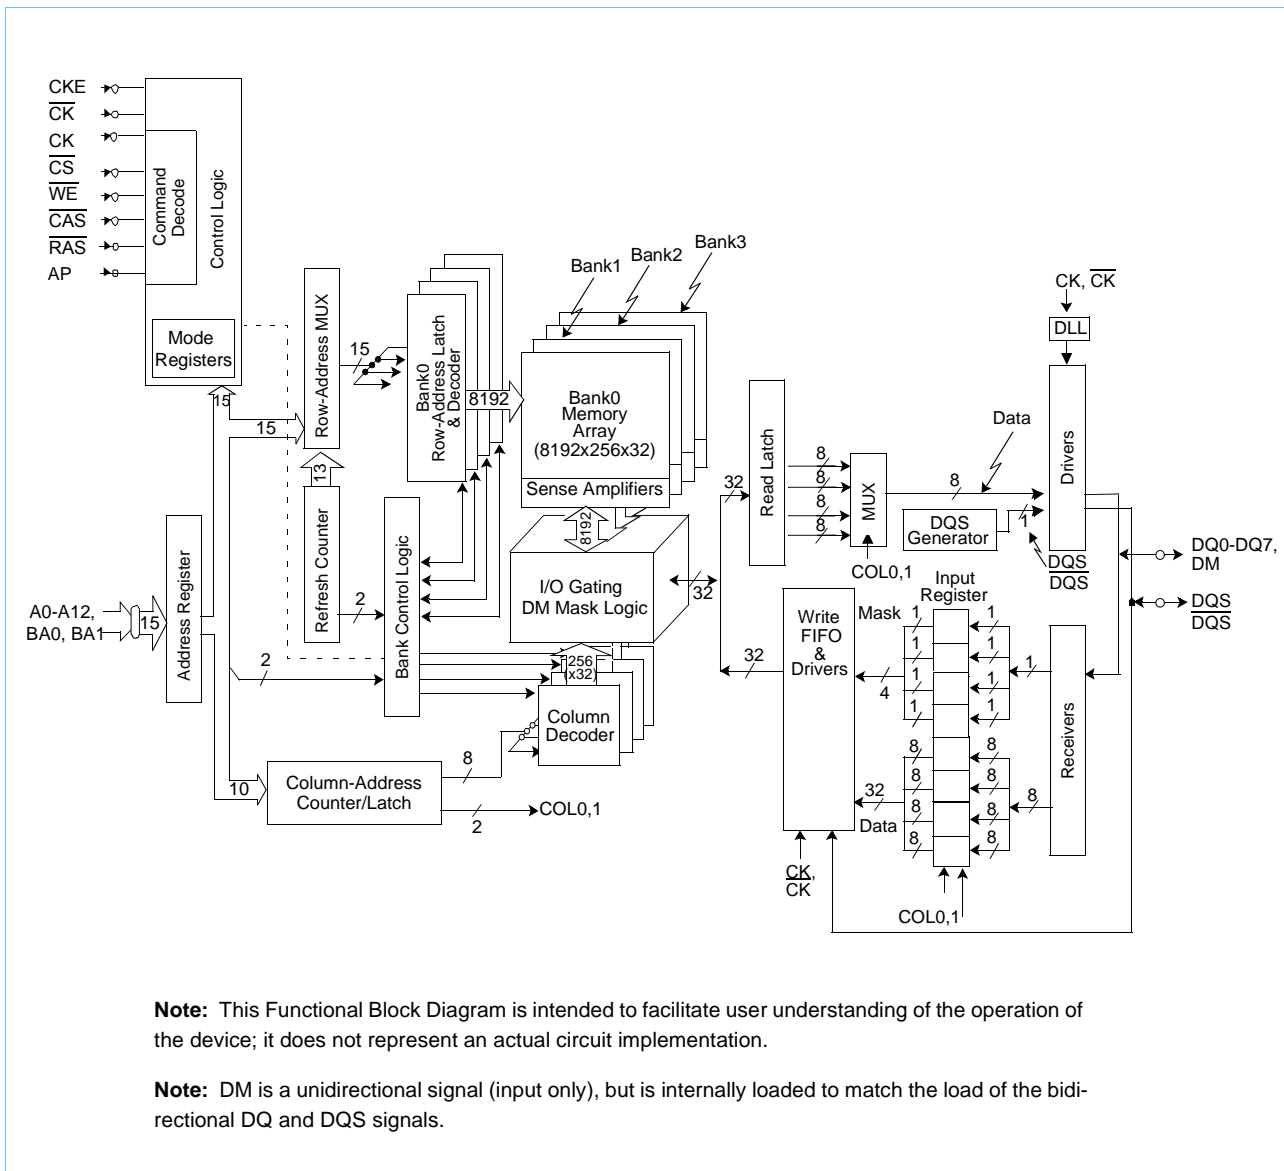 CKE
CK
CK
CS
WE
CAS
RAS
AP
Command
Decode
Control Logic
Mode
Registers
15
15
Row-Address MUX
13
Refresh Counter
15
Bank0
Row-Address Latch
& Decoder
8192
Bank1
Bank2
Bank3
Bank0
Memory
Array
(8192x256x32)
Sense Amplifiers
8192
I/O Gating
DM Mask Logic
32
2
Bank Control Logic
A0-A12,
BA0, BA1
15
Address Register
2
256
(x32)
Column
Decoder
10
Column-Address
Counter/Latch
8
2
COL0,1
32
Read Latch
8
8
8
8
MUX
COL0,1
8
Data
DQS
Generator
1
DQS
DQS
CK, CK
DLL
Drivers
DQ0-DQ7,
DM
DQS
DQS
32
Write
FIFO
&
Drivers
Mask
4
32
Data
CK,
CK
Input
Register
1
1
1
1
1
1
1
1
1
8
8
8
8
8
8
8
8
8
COL0,1
Receivers
Note: This Functional Block Diagram is intended to facilitate user understanding of the operation of
the device; it does not represent an actual circuit implementation.
Note: DM is a unidirectional signal (input only), but is internally loaded to match the load of the bidi-
rectional DQ and DQS signals.